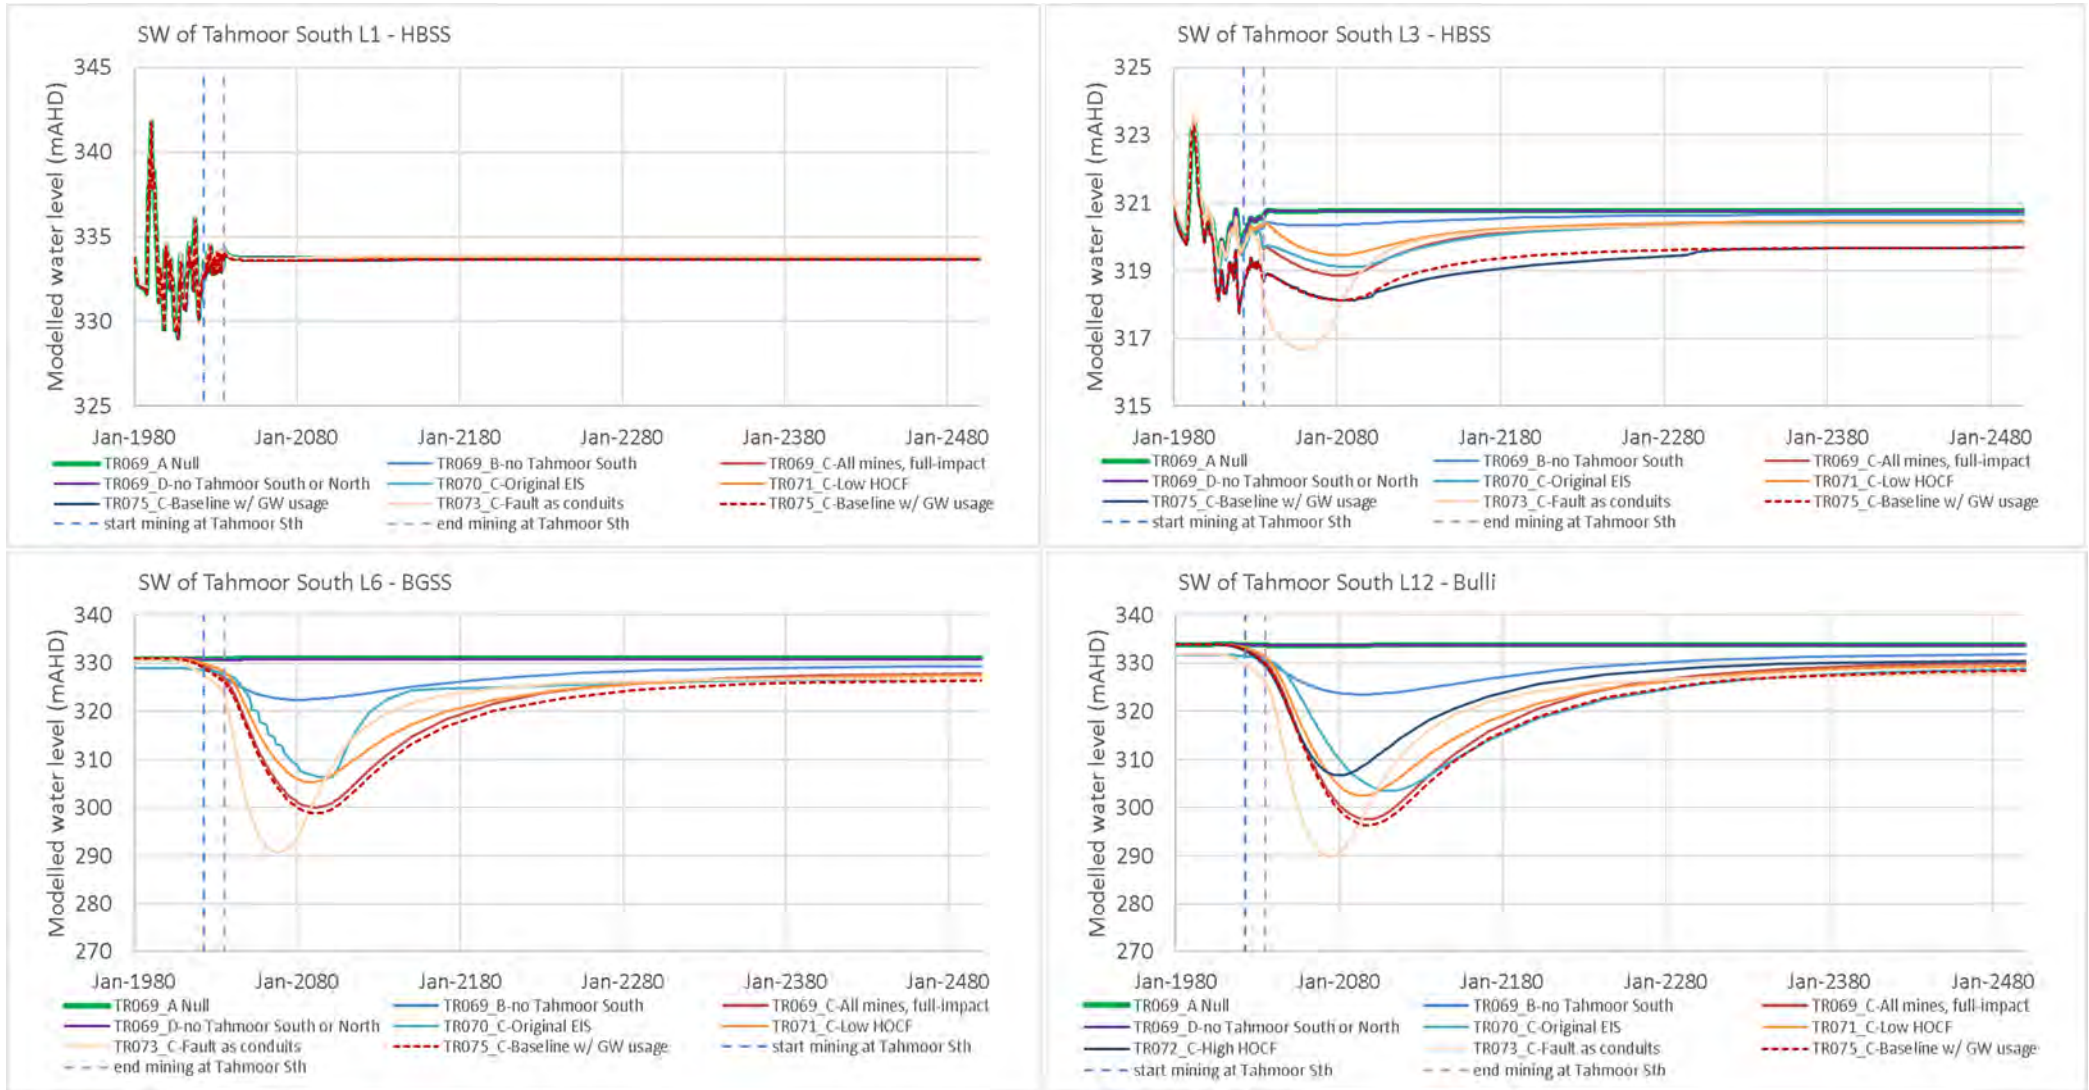 SW of Tahmoor South L1 - HBSS
Modelled water level (mAHD)
345
340
335
330
325
Jan-1980 Jan-2080 Jan-2180 Jan-2280 Jan-2380 Jan-2480
TR069_A Null TR069_B-no Tahmoor South TR069_C-All mines, full-impact
TR069_D-no Tahmoor South or North TR070_C-Original EIS TR071_C-Low HOCF
TR075_C-Baseline w/ GW usage TR073_C-Fault as conduits TR075_C-Baseline w/ GW usage
start mining at Tahmoor Sth end mining at Tahmoor Sth
SW of Tahmoor South L3 - HBSS
Modelled water level (mAHD)
325
323
321
319
317
315
Jan-1980 Jan-2080 Jan-2180 Jan-2280 Jan-2380 Jan-2480
TR069_A Null TR069_B-no Tahmoor South TR069_C-All mines, full-impact
TR069_D-no Tahmoor South or North TR070_C-Original EIS TR071_C-Low HOCF
TR075_C-Baseline w/ GW usage TR073_C-Fault as conduits TR075_C-Baseline w/ GW usage
start mining at Tahmoor Sth end mining at Tahmoor Sth
SW of Tahmoor South L6 - BGSS
Modelled water level (mAHD)
340
330
320
310
300
290
280
270
Jan-1980 Jan-2080 Jan-2180 Jan-2280 Jan-2380 Jan-2480
TR069_A Null TR069_B-no Tahmoor South TR069_C-All mines, full-impact
TR069_D-no Tahmoor South or North TR070_C-Original EIS TR071_C-Low HOCF
TR073_C-Fault as conduits TR075_C-Baseline w/ GW usage start mining at Tahmoor Sth
end mining at Tahmoor Sth
SW of Tahmoor South L12 - Bulli
Modelled water level (mAHD)
340
330
320
310
300
290
280
270
Jan-1980 Jan-2080 Jan-2180 Jan-2280 Jan-2380 Jan-2480
TR069_A Null TR069_B-no Tahmoor South TR069_C-All mines, full-impact
TR069_D-no Tahmoor South or North TR070_C-Original EIS TR071_C-Low HOCF
TR072_C-High HOCF TR073_C-Fault as conduits TR075_C-Baseline w/ GW usage
start mining at Tahmoor Sth end mining at Tahmoor Sth